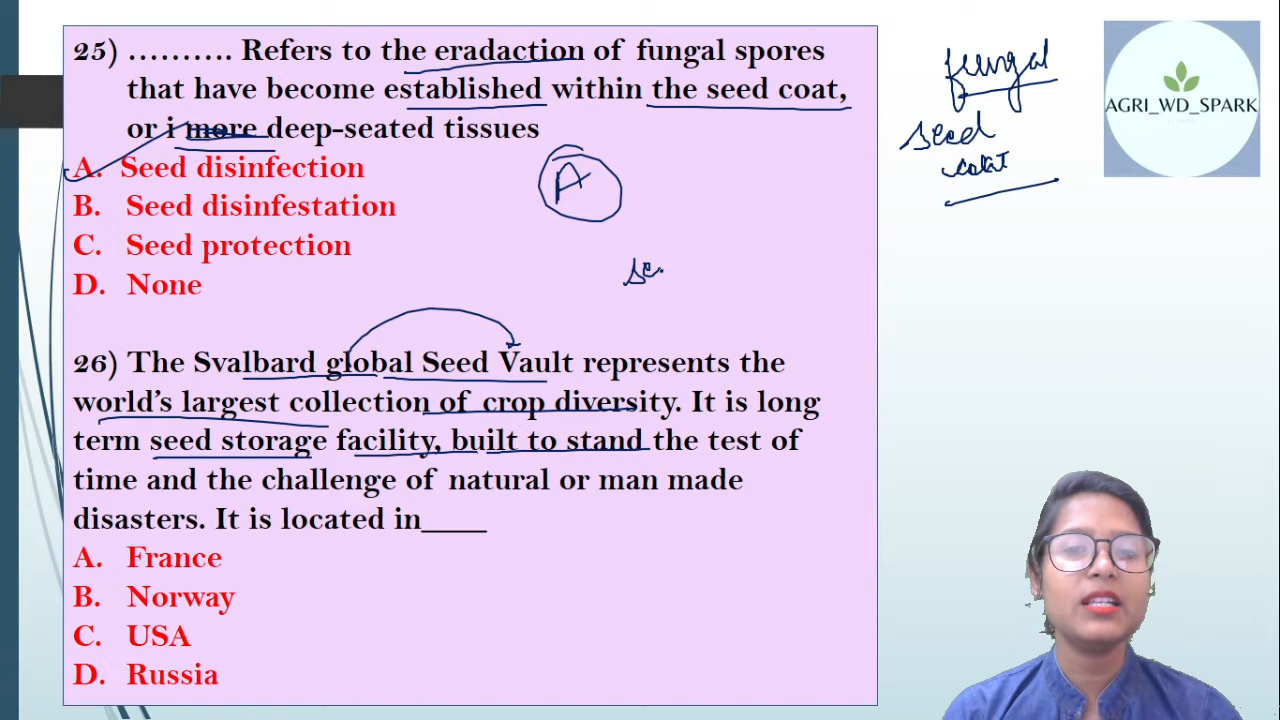 25) .......... Refers to the eradaction of fungal spores
that have become established within the seed coat,
or i more deep-seated tissues
A. Seed disinfection
B. Seed disinfestation
C. Seed protection
D. None
26) The Svalbard global Seed Vault represents the
world's largest collection of crop diversity. It is long
term seed storage facility, built to stand the test of
time and the challenge of natural or man made
disasters. It is located in____
A. France
B. Norway
C. USA
D. Russia
A
se
fungal
seed
coat
AGRI_WD_SPARK